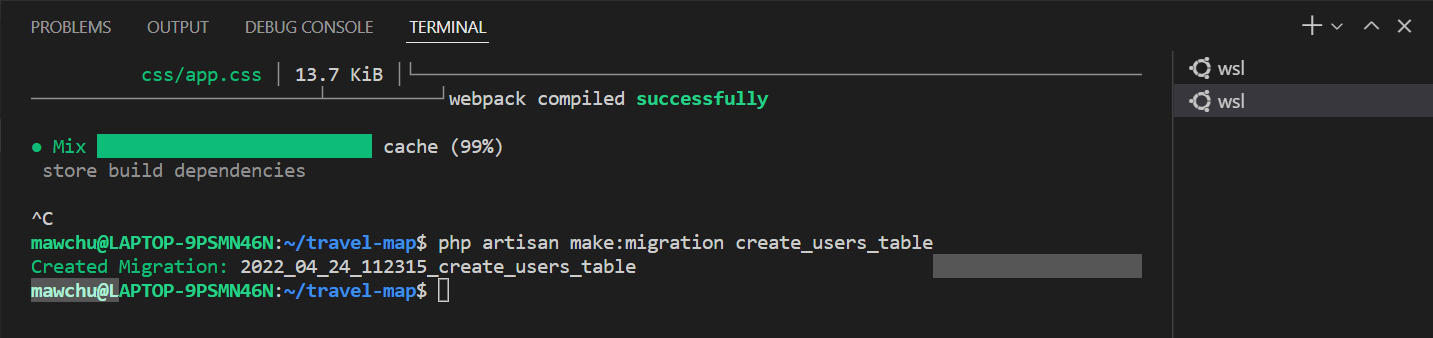 PROBLEMS OUTPUT DEBUG CONSOLE TERMINAL
css/app.css │ 13.7 KiB │└──────────
webpack compiled successfully
● Mix cache (99%)
store build dependencies
^C
mawchu@LAPTOP-9PSMN46N:~/travel-map$ php artisan make:migration create_users_table
Created Migration: 2022_04_24_112315_create_users_table
mawchu@LAPTOP-9PSMN46N:~/travel-map$
wsl
wsl